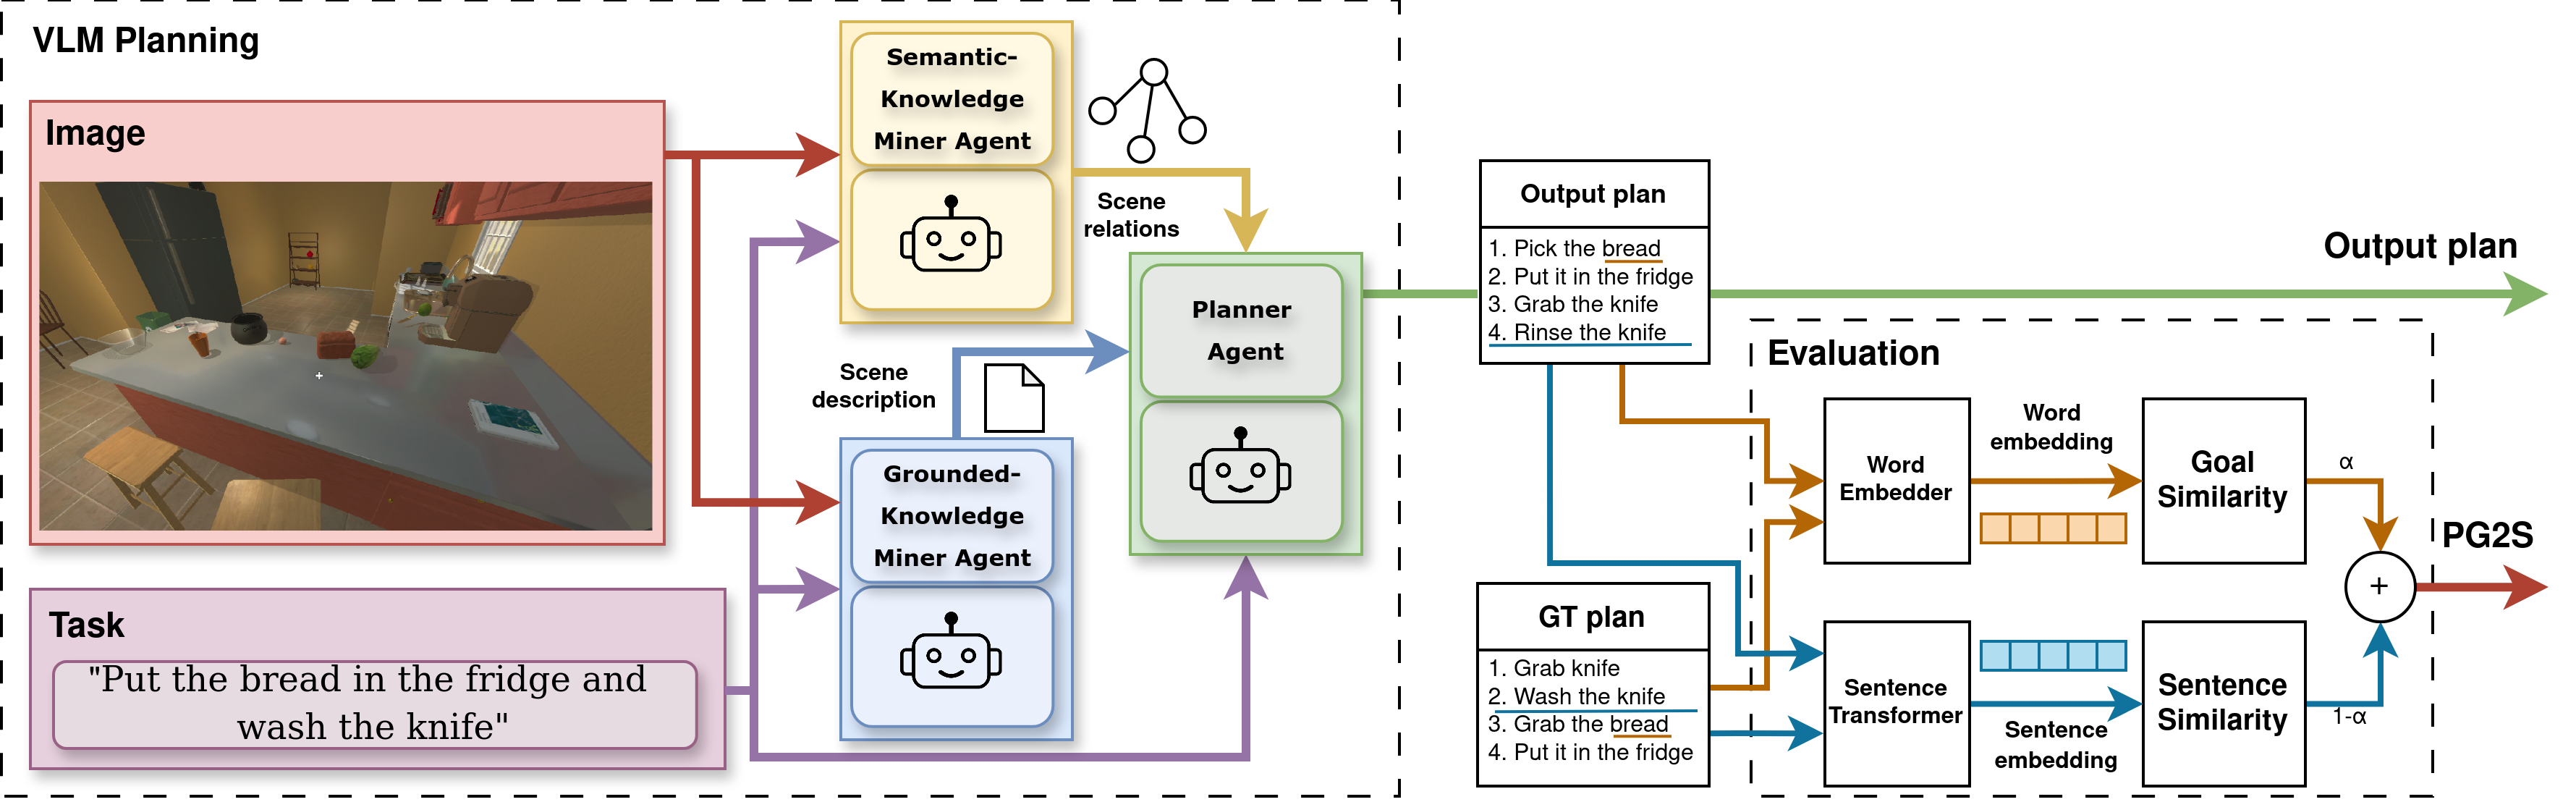 VLM Planning
Image
Semantic-
Knowledge
Miner Agent
Scene
relations
Scene
description
Grounded-
Knowledge
Miner Agent
Planner
Agent
Task
"Put the bread in the fridge and
wash the knife"
Output plan
1. Pick the bread
2. Put it in the fridge
3. Grab the knife
4. Rinse the knife
GT plan
1. Grab knife
2. Wash the knife
3. Grab the bread
4. Put it in the fridge
Output plan
Evaluation
Word
Embedder
Word
embedding
Goal
Similarity
α
Sentence
Transformer
Sentence
embedding
Sentence
Similarity
1-α
+
PG2S